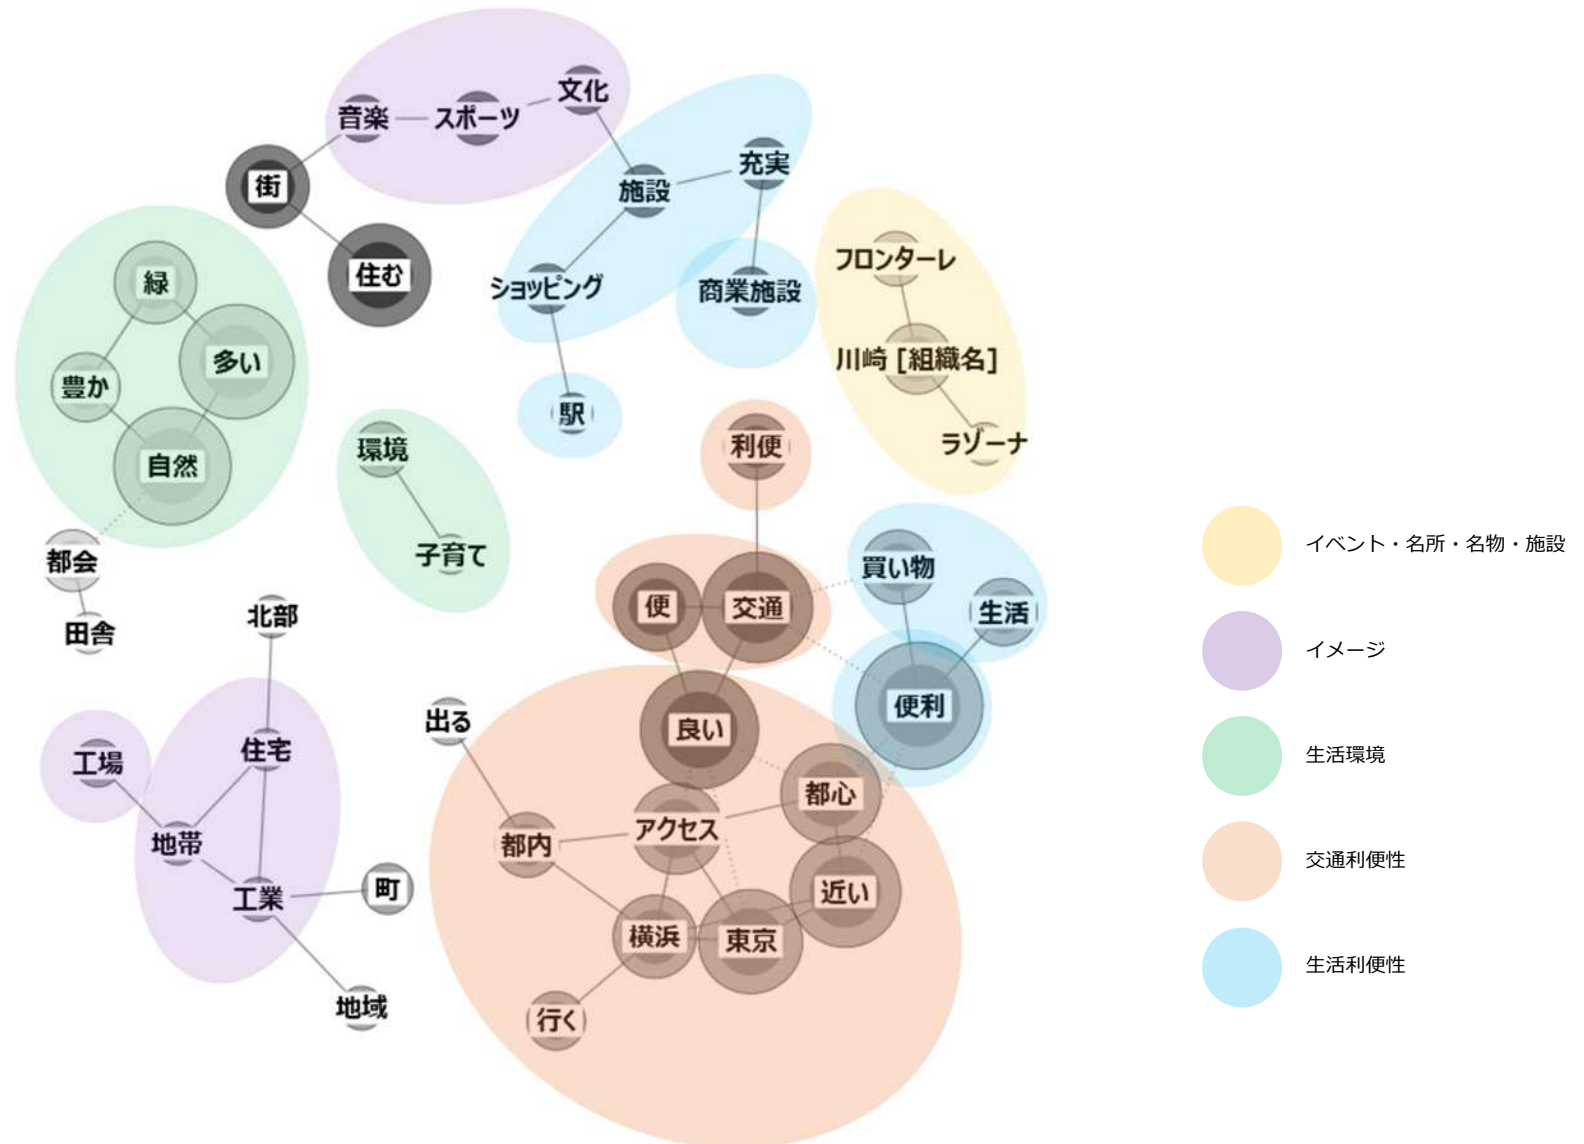 文化
音楽
スポーツ
充実
街
施設
フロンターレ
住む
緑
ショッピング
商業施設
多い
川崎 [組織名]
豊か
駅
利便
ラゾーナ
環境
自然
イベント・名所・名物・施設
子育て
都会
買い物
便
交通
生活
北部
田舎
イメージ
便利
出る
良い
住宅
工場
生活環境
都心
アクセス
地帯
都内
交通利便性
町
近い
工業
横浜
東京
生活利便性
地域
行く